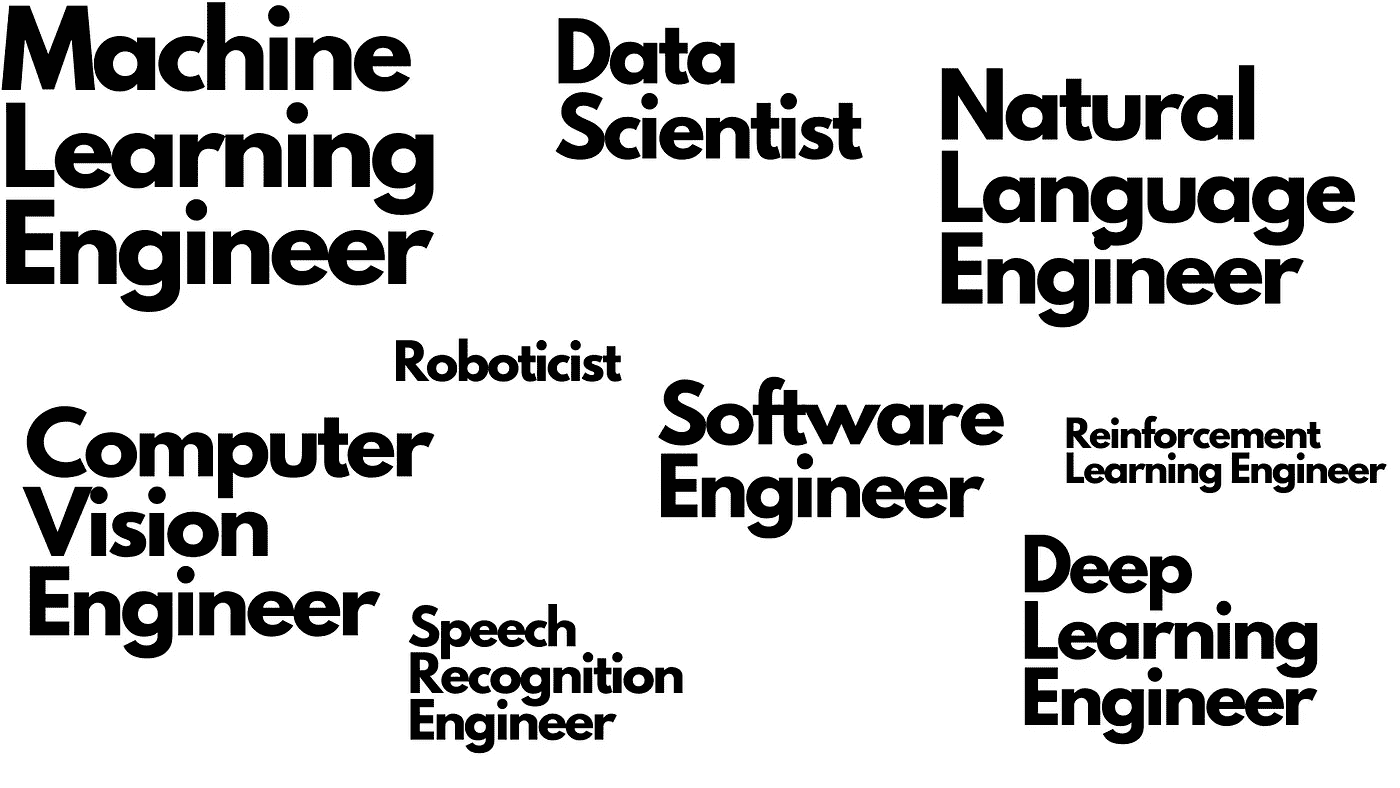 Machine
Learning
Engineer
Data
Scientist
Natural
Language
Engineer
Roboticist
Computer
Vision
Engineer
Software
Engineer
Reinforcement
Learning Engineer
Speech
Recognition
Engineer
Deep
Learning
Engineer